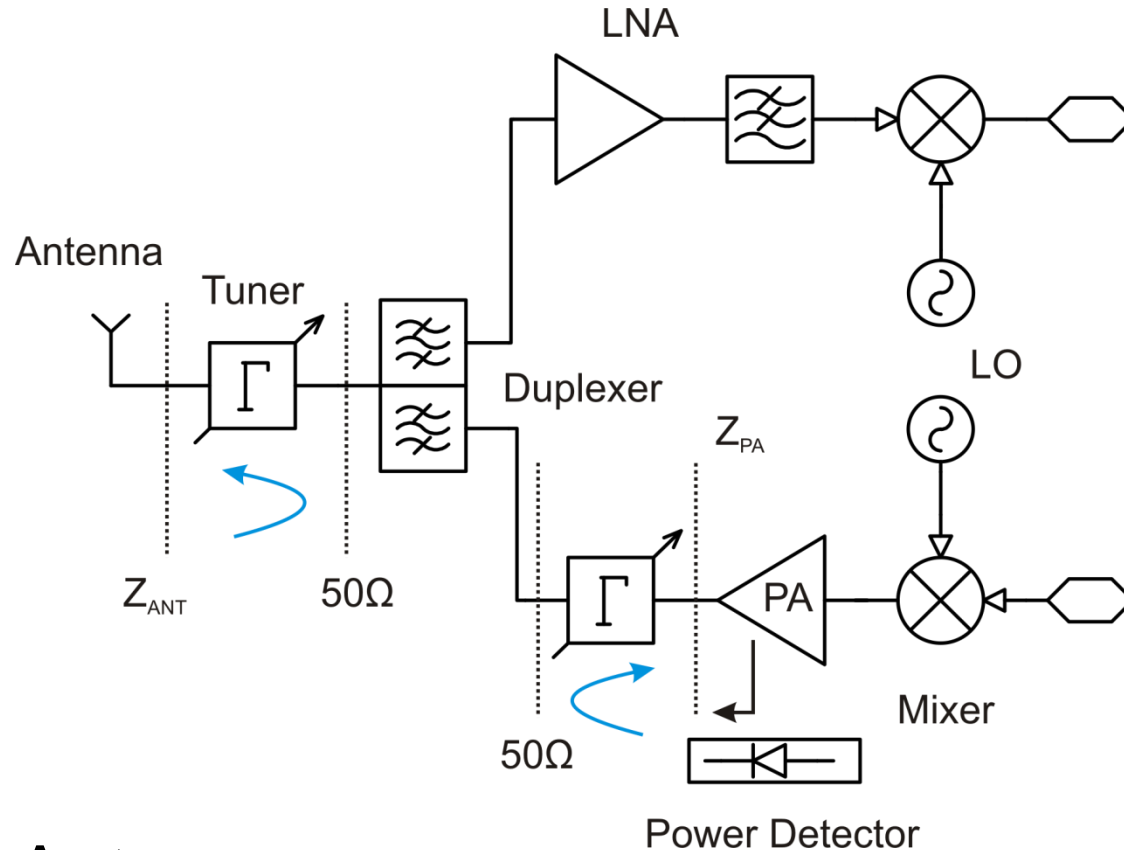 LNA
Antenna
Tuner
Duplexer
LO
Z_PA
Z_ANT
50Ω
PA
50Ω
Mixer
Power Detector